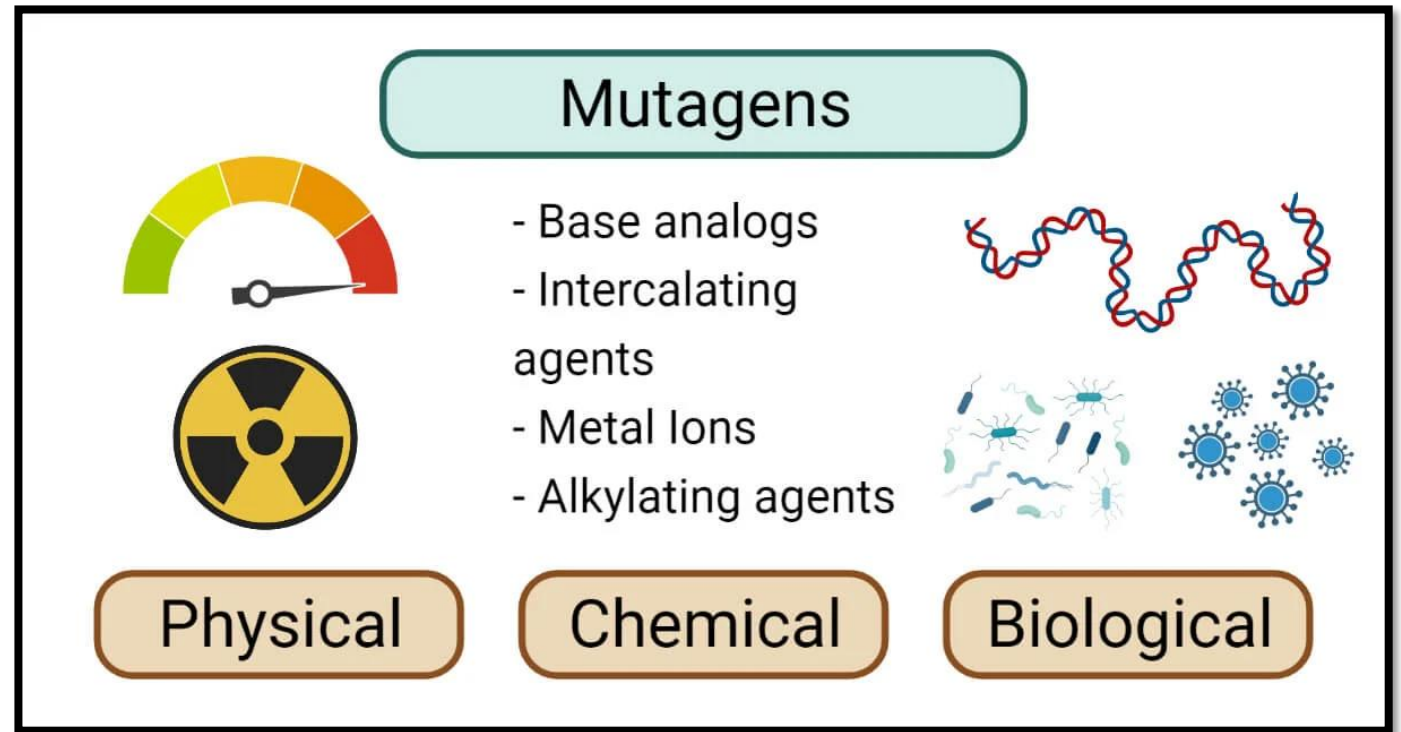 Mutagens
- Base analogs
- Intercalating
agents
- Metal Ions
- Alkylating agents
Physical
Chemical
Biological